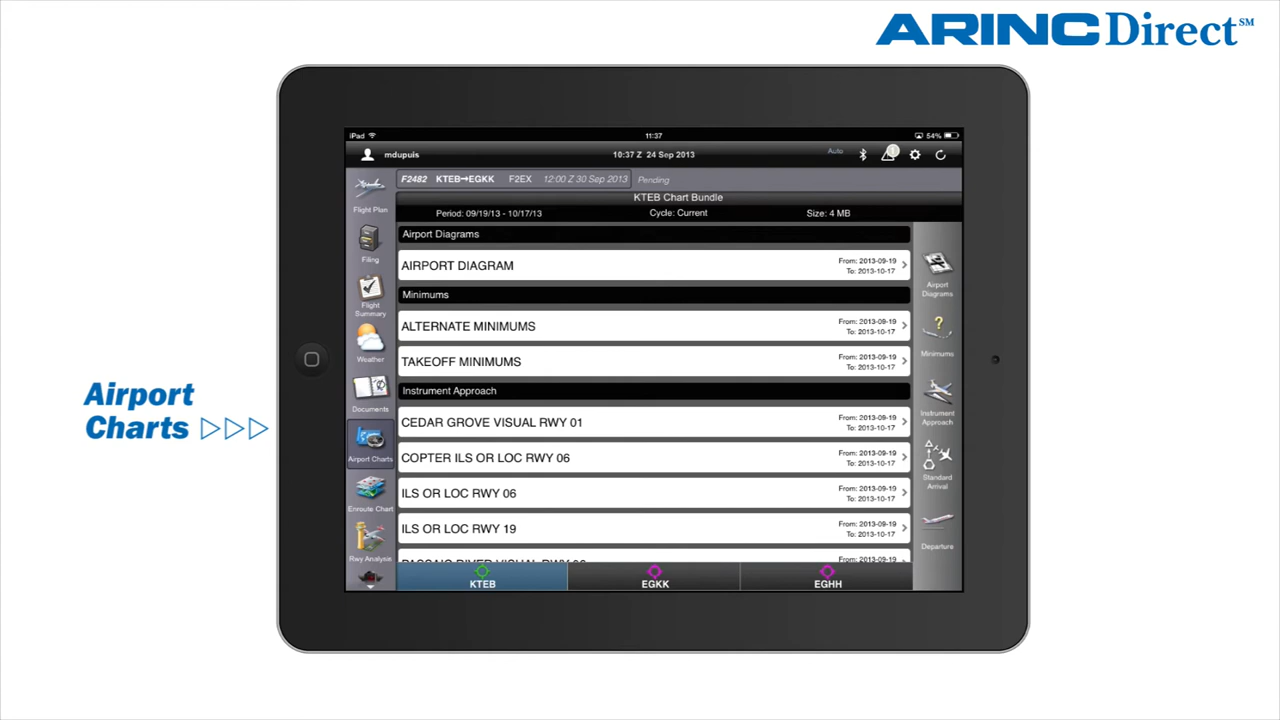 ARINCDirect℠
iPad
11:37
54%
mdupuis
10:37 Z 24 Sep 2013
Auto
F2482 KTEB→EGKK F2EX 12:00 Z 30 Sep 2013 Pending
KTEB Chart Bundle
Period: 09/19/13 - 10/17/13
Cycle: Current
Size: 4 MB
Flight Plan
Filing
Flight
Summary
Weather
Documents
Airport Charts
Enroute Chart
Rwy Analysis
Airport
Charts
Airport Diagrams
AIRPORT DIAGRAM
From: 2013-09-19
To: 2013-10-17
Minimums
ALTERNATE MINIMUMS
From: 2013-09-19
To: 2013-10-17
TAKEOFF MINIMUMS
From: 2013-09-19
To: 2013-10-17
Instrument Approach
CEDAR GROVE VISUAL RWY 01
From: 2013-09-19
To: 2013-10-17
COPTER ILS OR LOC RWY 06
From: 2013-09-19
To: 2013-10-17
ILS OR LOC RWY 06
From: 2013-09-19
To: 2013-10-17
ILS OR LOC RWY 19
From: 2013-09-19
To: 2013-10-17
From: 2013-09-19
Airport
Diagrams
Minimums
Instrument
Approach
Standard
Arrival
Departure
KTEB
EGKK
EGHH